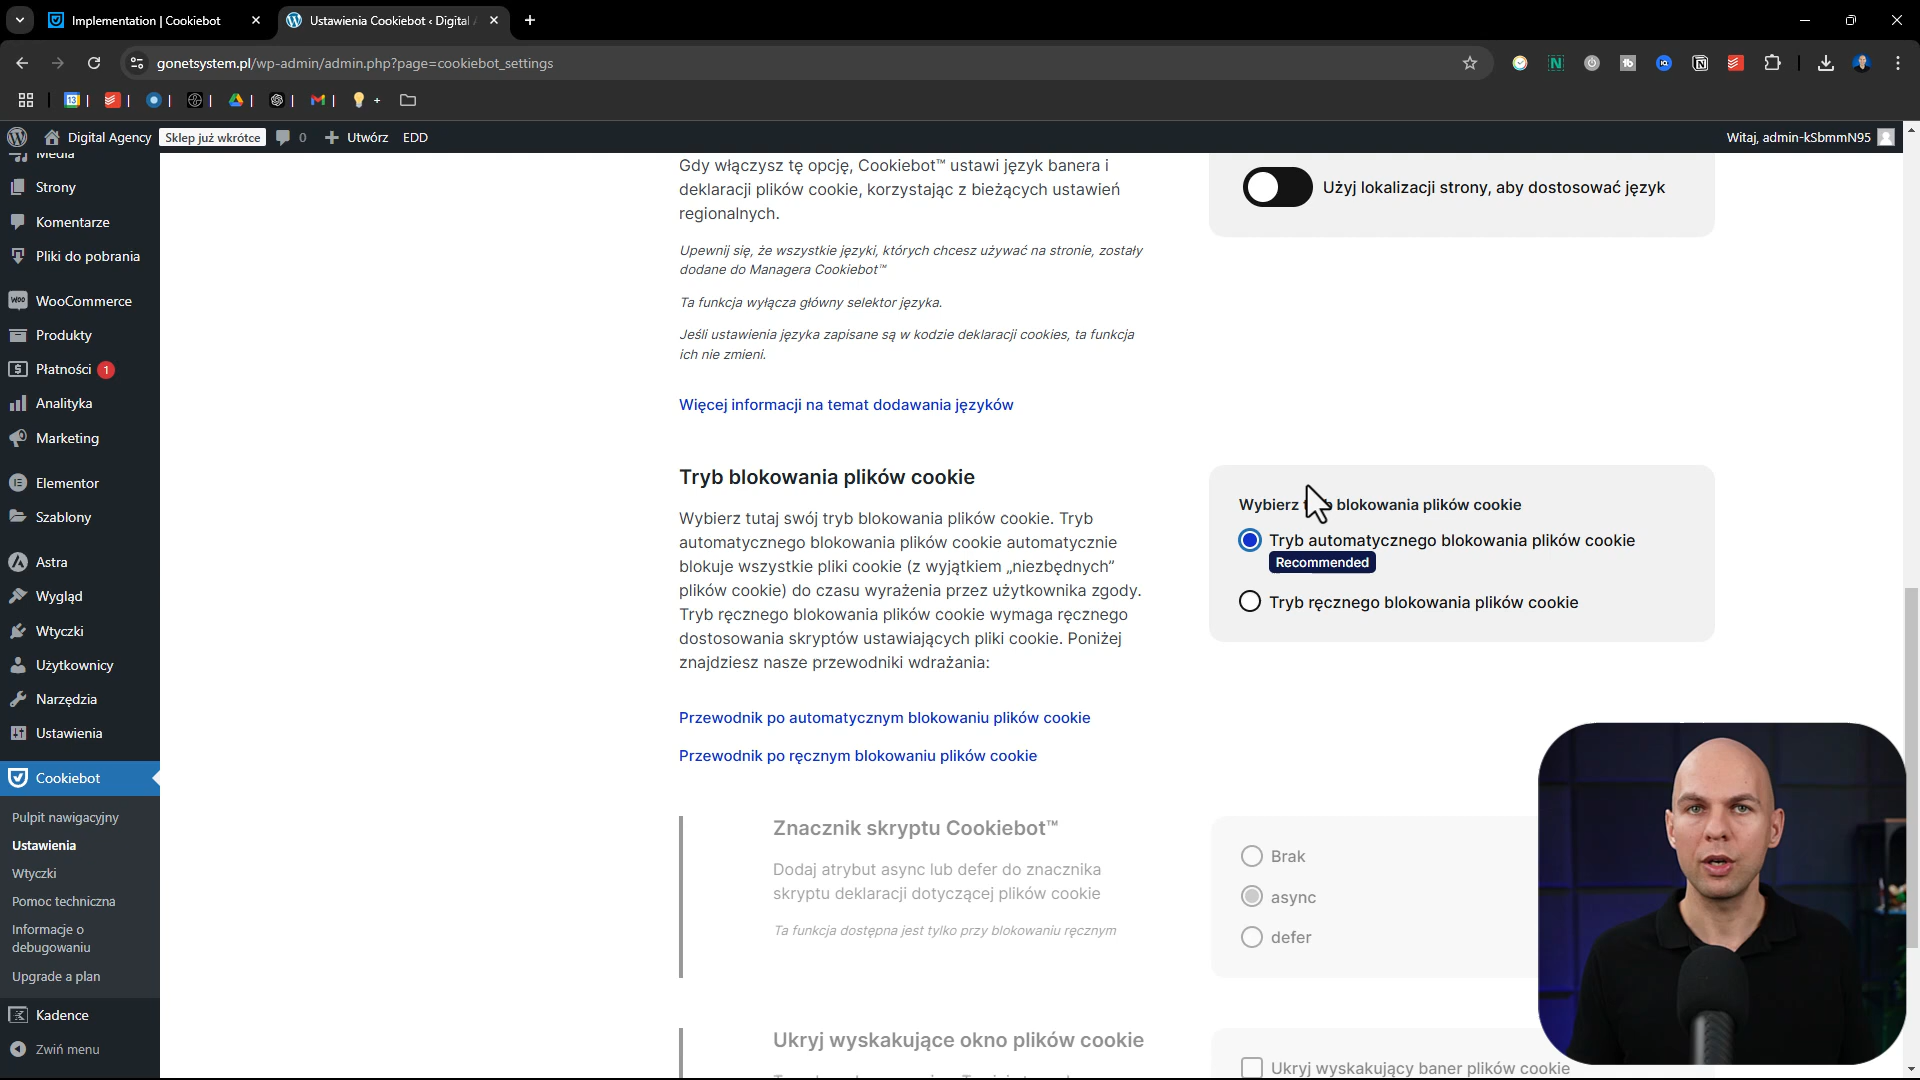 Implementation | Cookiebot
Ustawienia Cookiebot ‹ Digital
gonetsystem.pl/wp-admin/admin.php?page=cookiebot_settings
Digital Agency
Sklep już wkrótce
0
Utwórz
EDD
Witaj, admin-kSbmmN95
Media
Strony
Komentarze
Pliki do pobrania
WooCommerce
Produkty
Płatności 1
Analityka
Marketing
Elementor
Szablony
Astra
Wygląd
Wtyczki
Użytkownicy
Narzędzia
Ustawienia
Cookiebot
Pulpit nawigacyjny
Ustawienia
Wtyczki
Pomoc techniczna
Informacje o
debugowaniu
Upgrade a plan
Kadence
Zwiń menu
Gdy włączysz tę opcję, Cookiebot™ ustawi język banera i
deklaracji plików cookie, korzystając z bieżących ustawień
regionalnych.
Upewnij się, że wszystkie języki, których chcesz używać na stronie, zostały
dodane do Managera Cookiebot™
Ta funkcja wyłącza główny selektor języka.
Jeśli ustawienia języka zapisane są w kodzie deklaracji cookies, ta funkcja
ich nie zmieni.
Więcej informacji na temat dodawania języków
Użyj lokalizacji strony, aby dostosować język
Tryb blokowania plików cookie
Wybierz tutaj swój tryb blokowania plików cookie. Tryb
automatycznego blokowania plików cookie automatycznie
blokuje wszystkie pliki cookie (z wyjątkiem „niezbędnych”
plików cookie) do czasu wyrażenia przez użytkownika zgody.
Tryb ręcznego blokowania plików cookie wymaga ręcznego
dostosowania skryptów ustawiających pliki cookie. Poniżej
znajdziesz nasze przewodniki wdrażania:
Przewodnik po automatycznym blokowaniu plików cookie
Przewodnik po ręcznym blokowaniu plików cookie
Wybierz blokowania plików cookie
Tryb automatycznego blokowania plików cookie
Recommended
Tryb ręcznego blokowania plików cookie
Znacznik skryptu Cookiebot™
Dodaj atrybut async lub defer do znacznika
skryptu deklaracji dotyczącej plików cookie
Ta funkcja dostępna jest tylko przy blokowaniu ręcznym
Brak
async
defer
Ukryj wyskakujące okno plików cookie
Ukryj wyskakujący baner plików cookie